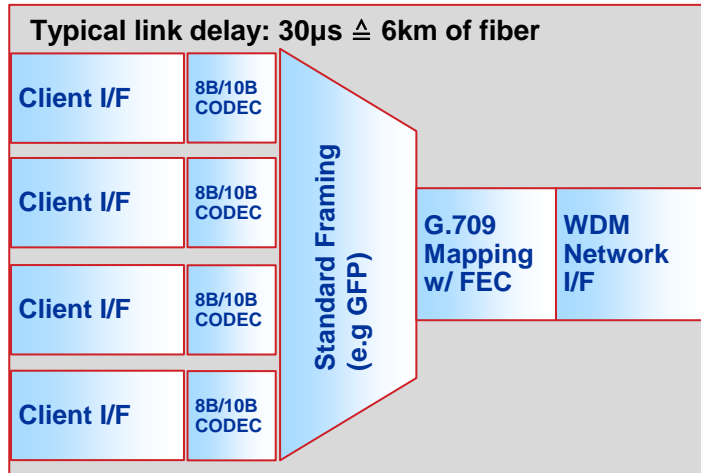 Typical link delay: 30µs ≙ 6km of fiber
Client I/F
8B/10B
CODEC
Client I/F
8B/10B
CODEC
Client I/F
8B/10B
CODEC
Client I/F
8B/10B
CODEC
Standard Framing
(e.g GFP)
G.709
Mapping
w/ FEC
WDM
Network
I/F